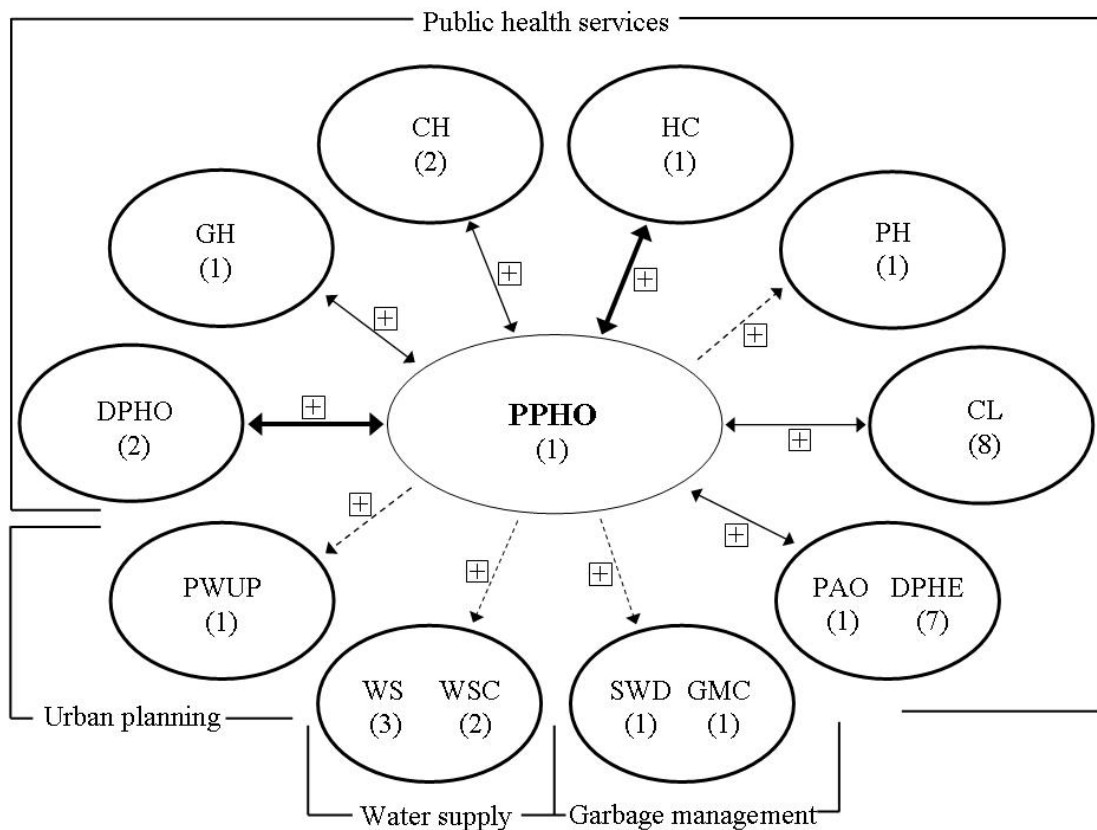 Public health services
CH
(2)
HC
(1)
GH
(1)
PH
(1)
+
+
+
+
DPHO
(2)
+
PPHO
(1)
+
CL
(8)
+
+
+
+
PWUP
(1)
PAO DPHE
(1) (7)
WS WSC
(3) (2)
SWD GMC
(1) (1)
Urban planning
Water supply
Garbage management